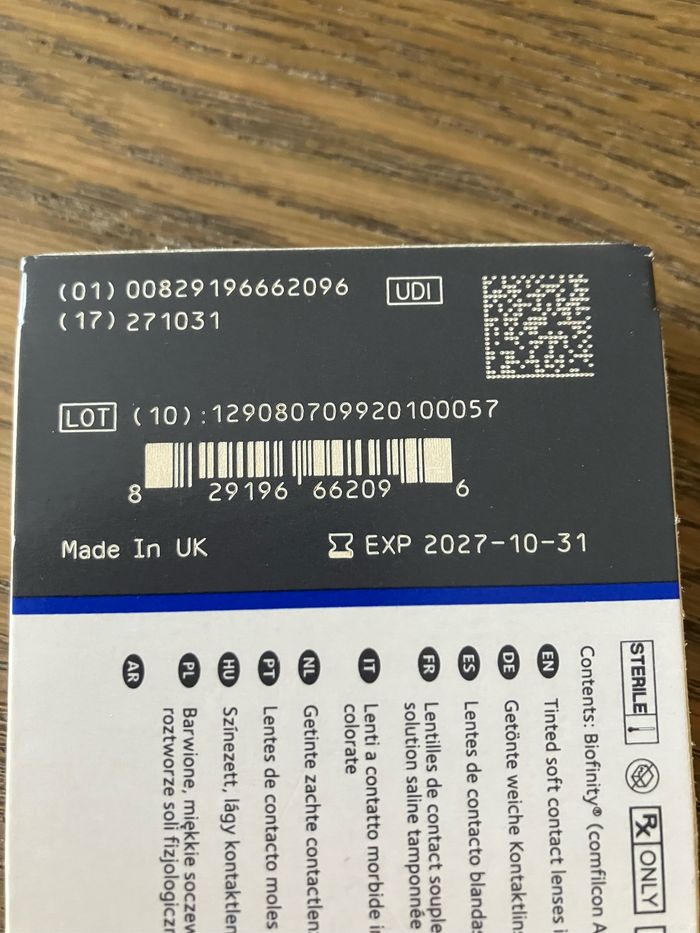 (01) 00829196662096 UDI
(17) 271031
LOT (10):129080709920100057
8 29196 66209 6
Made In UK EXP 2027-10-31
STERILE
Rx ONLY
Contents: Biofinity® (comfilcon A
EN Tinted soft contact lenses i
DE Getönte weiche Kontaktlin
ES Lentes de contacto blandas
FR Lentilles de contact souple
solution saline tamponnée
IT Lenti a contatto morbide i
colorate
NL Getinte zachte contactlen
PT Lentes de contacto moles
HU Színezett, lágy kontaktlen
PL Barwione, miękkie soczew
roztworze soli fizjologiczn
AR